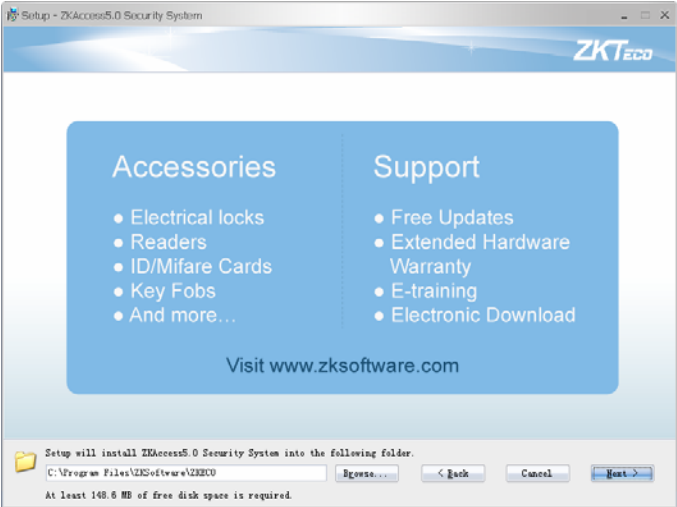 Setup - ZKAccess5.0 Security System
ZKTECO
Accessories
● Electrical locks
● Readers
● ID/Mifare Cards
● Key Fobs
● And more...
Support
● Free Updates
● Extended Hardware
Warranty
● E-training
● Electronic Download
Visit www.zksoftware.com
Setup will install ZKAccess5.0 Security System into the following folder.
C:\Program Files\ZKSoftware\ZKECO
Browse...
< Back
Cancel
Next >
At least 148.6 MB of free disk space is required.